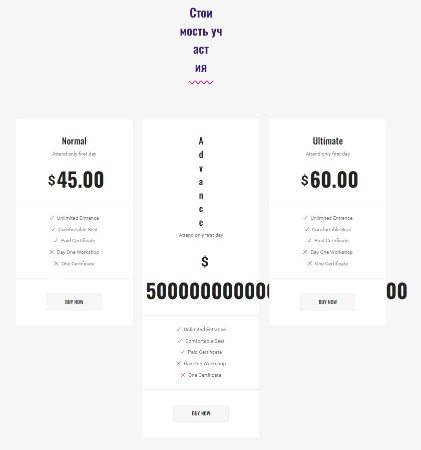 Стои
мость уч
аст
ия
Normal
Attend only first day
$45.00
✓ Unlimited Entrance
✓ Comfortable Seat
✓ Paid Certificate
✕ Day One Workshop
✕ One Certificate
BUY NOW
A
d
v
a
n
c
e
Attend only first day
$
5000000000000
00
✓ Unlimited Entrance
✓ Comfortable Seat
✓ Paid Certificate
✕ Day One Workshop
✕ One Certificate
BUY NOW
Ultimate
Attend only first day
$60.00
✓ Unlimited Entrance
✓ Comfortable Seat
✓ Paid Certificate
✕ Day One Workshop
✕ One Certificate
BUY NOW